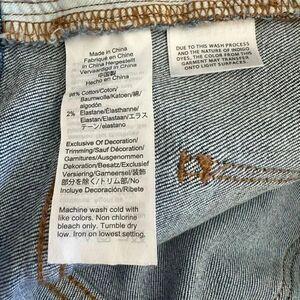 Made in China
Fabriqué en Chine
in China Hergestellt
Vervaardigd in China
中国製
Hecho en China
98% Cotton/Coton/
Baumwolle/Katoen/綿/
algodón
2% Elastane/Elasthanne/
Elastan/Elastaan/エラス
テーン/elastano
Exclusive Of Decoration/
Trimming/Sauf Décoration/
Garnitures/Ausgenommen
Dekoration/Besatz/Exclusief
Versiering/Garneersel/装飾
部分を除く/トリム部/No
Incluye Decoración/Ribete
Machine wash cold with
like colors. Non chlorine
bleach only. Tumble dry
low. Iron on lowest setting.
DUE TO THIS WASH PROCESS
AND THE NATURE OF INDIGO
DYES, THE COLOR FROM THIS
GARMENT MAY TRANSFER
ONTO LIGHT SURFACES.